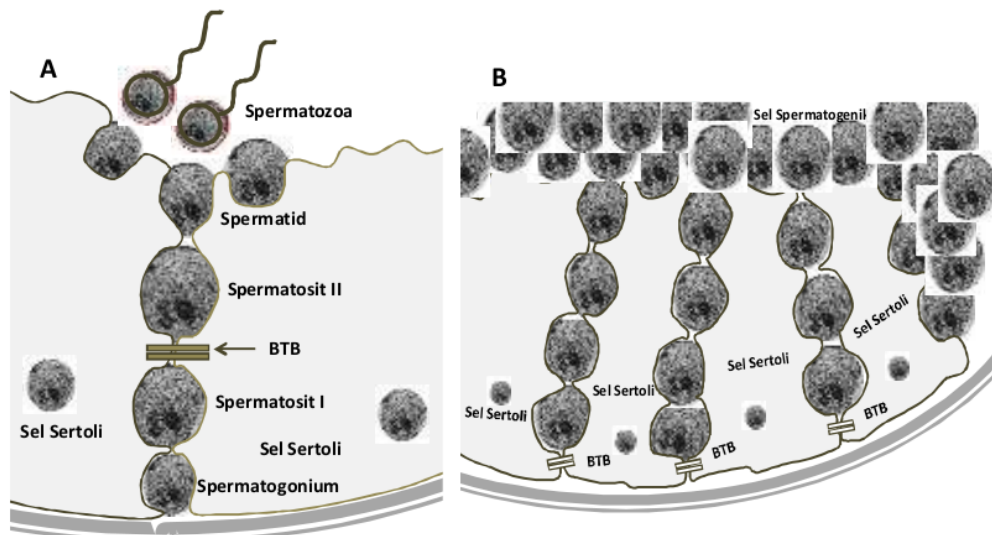 A
Spermatozoa
Spermatid
Spermatosit II
BTB
Spermatosit I
Sel Sertoli
Sel Sertoli
Spermatogonium
B
Sel Spermatogenik
Sel Sertoli
Sel Sertoli
Sel Sertoli
Sel Sertoli
BTB
BTB
BTB